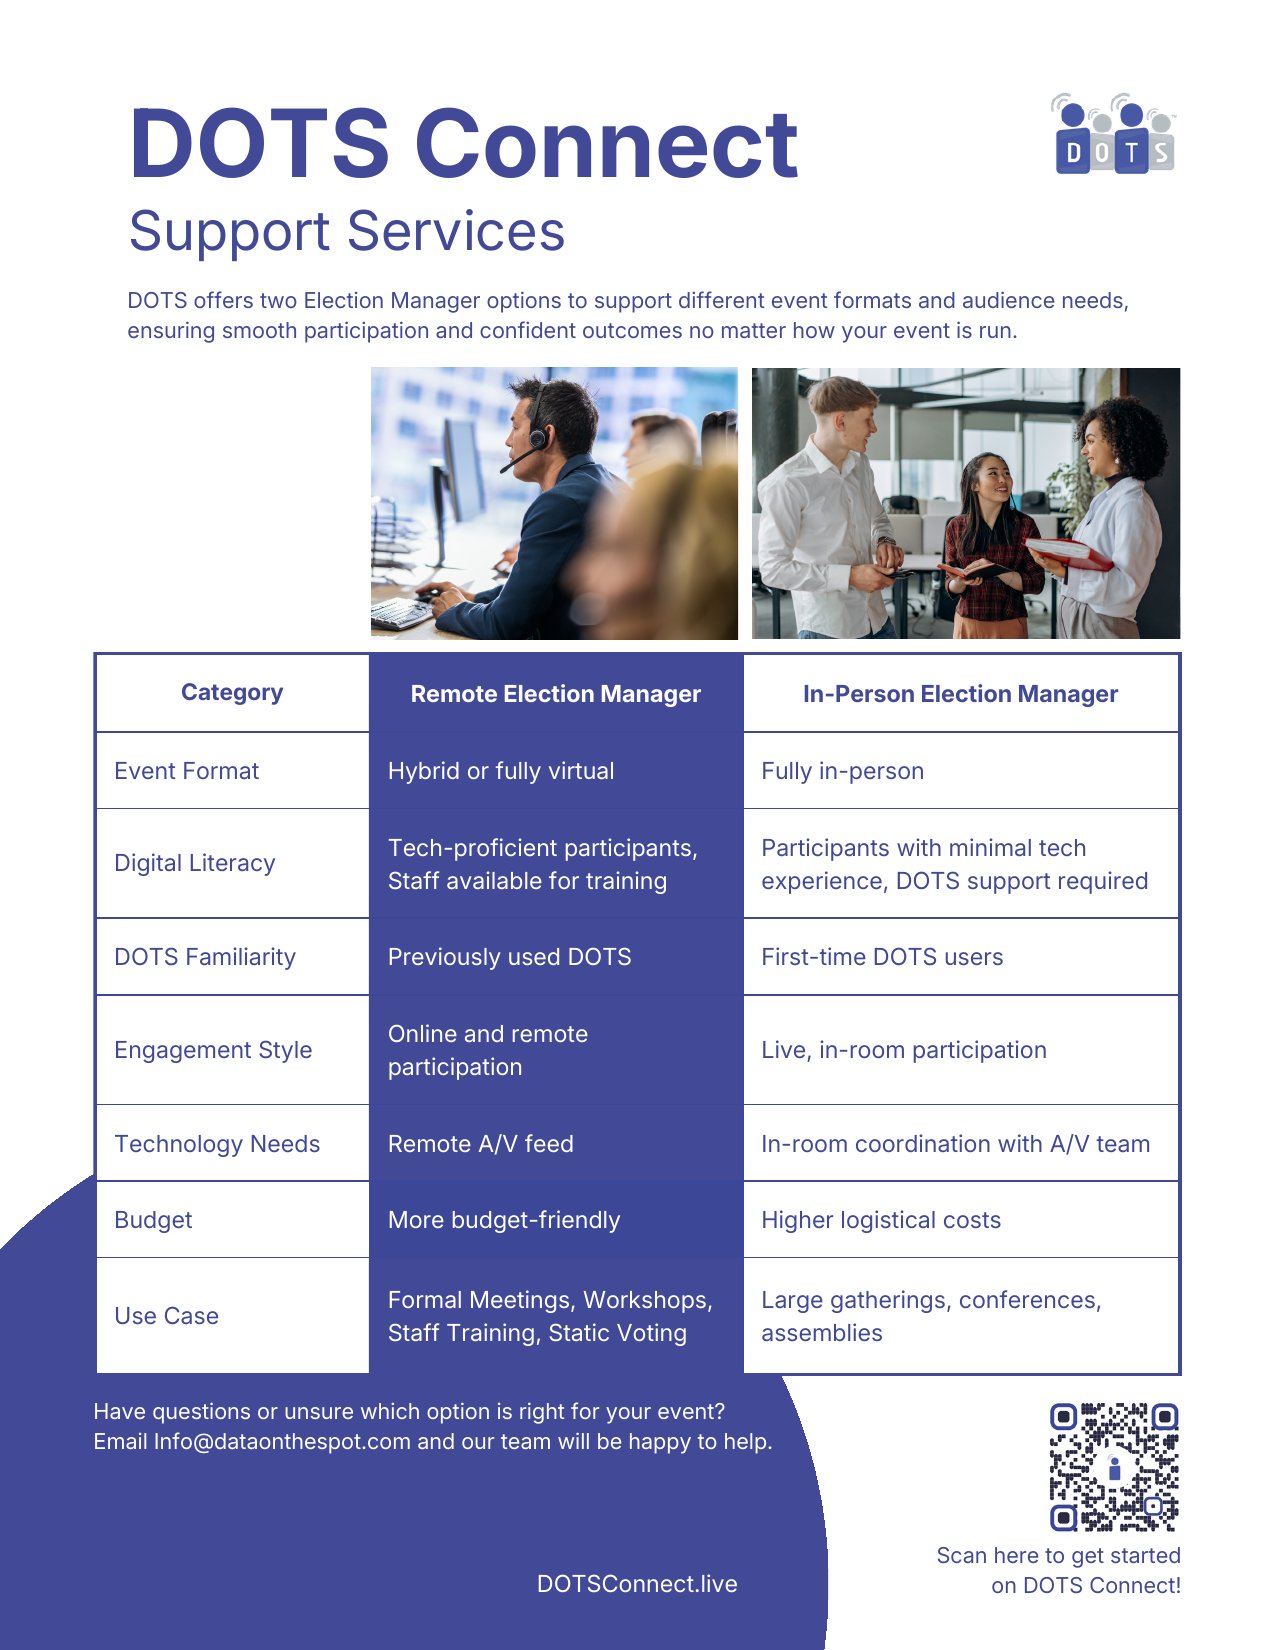 DOTS Connect
DOTS
Support Services
DOTS offers two Election Manager options to support different event formats and audience needs,
ensuring smooth participation and confident outcomes no matter how your event is run.
Category
Remote Election Manager
In-Person Election Manager
Event Format
Hybrid or fully virtual
Fully in-person
Digital Literacy
Tech-proficient participants,
Staff available for training
Participants with minimal tech
experience, DOTS support required
DOTS Familiarity
Previously used DOTS
First-time DOTS users
Engagement Style
Online and remote
participation
Live, in-room participation
Technology Needs
Remote A/V feed
In-room coordination with A/V team
Budget
More budget-friendly
Higher logistical costs
Use Case
Formal Meetings, Workshops,
Staff Training, Static Voting
Large gatherings, conferences,
assemblies
Have questions or unsure which option is right for your event?
Email Info@dataonthespot.com and our team will be happy to help.
Scan here to get started
on DOTS Connect!
DOTSConnect.live